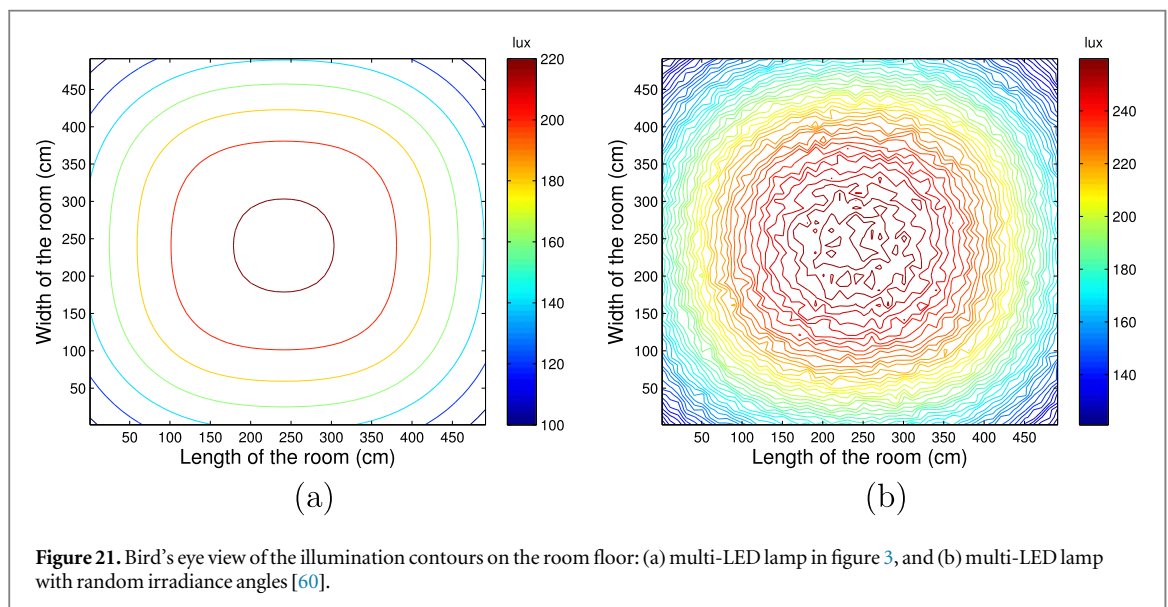 lux
220
200
180
160
140
120
100
450
400
350
300
250
200
150
100
50
Width of the room (cm)
50 100 150 200 250 300 350 400 450
Length of the room (cm)
(a)
lux
240
220
200
180
160
140
450
400
350
300
250
200
150
100
50
Width of the room (cm)
50 100 150 200 250 300 350 400 450
Length of the room (cm)
(b)
Figure 21. Bird's eye view of the illumination contours on the room floor: (a) multi-LED lamp in figure 3, and (b) multi-LED lamp
with random irradiance angles [60].